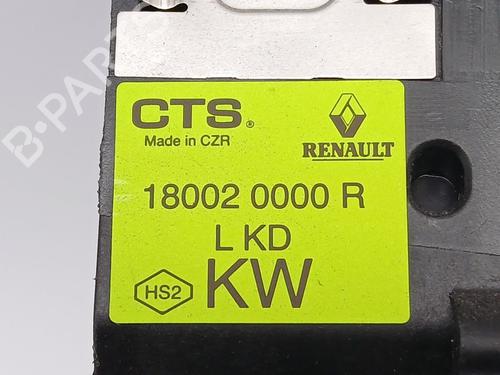 CTS®
Made in CZR
RENAULT
18002 0000 R
L KD
HS2
KW
B-PARTS